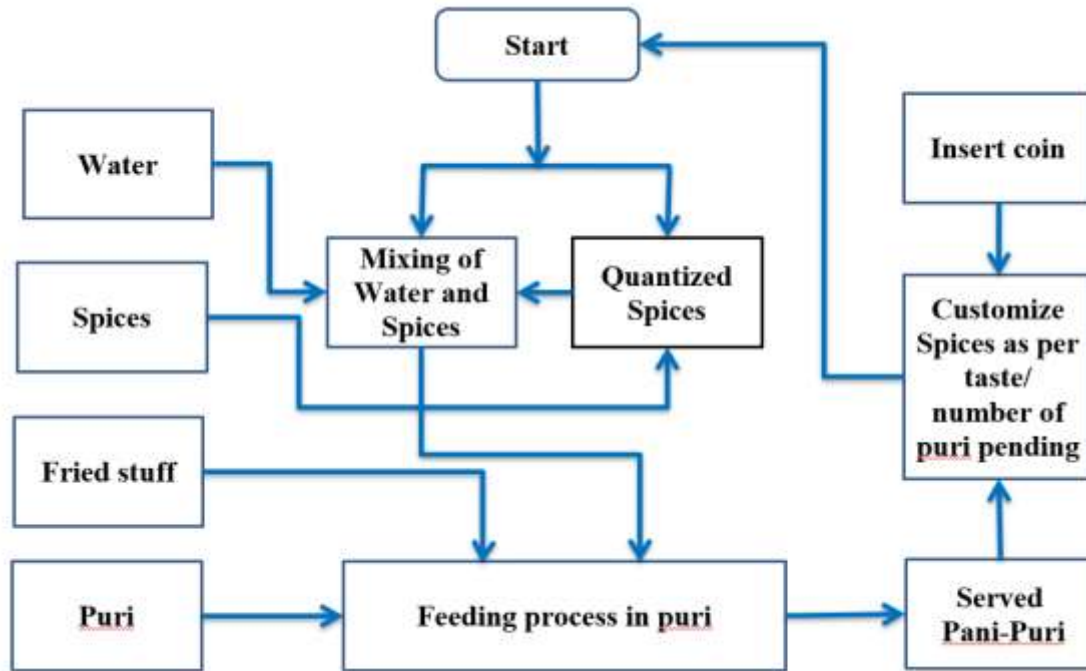 Start
Water
Insert coin
Mixing of
Water and
Spices
Quantized
Spices
Spices
Customize
Spices as per
taste/
number of
puri pending
Fried stuff
Puri
Feeding process in puri
Served
Pani-Puri